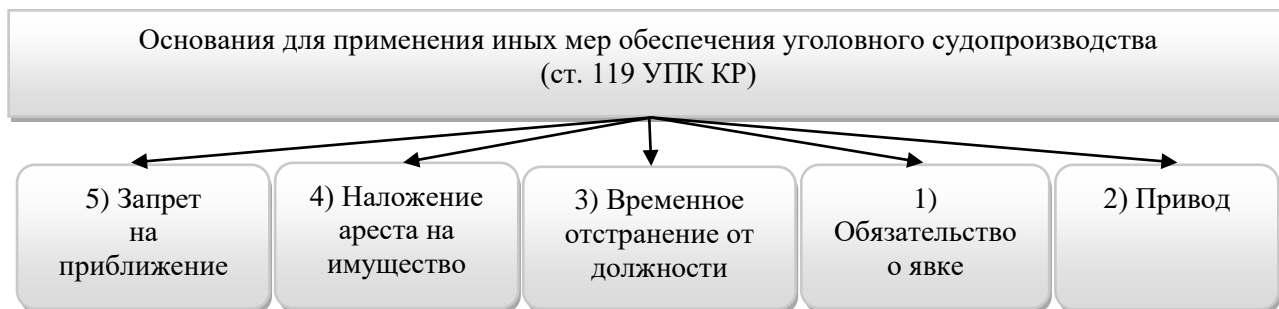 Основания для применения иных мер обеспечения уголовного судопроизводства
(ст. 119 УПК КР)
5) Запрет
на
приближение
4) Наложение
ареста на
имущество
3) Временное
отстранение от
должности
1)
Обязательство
о явке
2) Привод